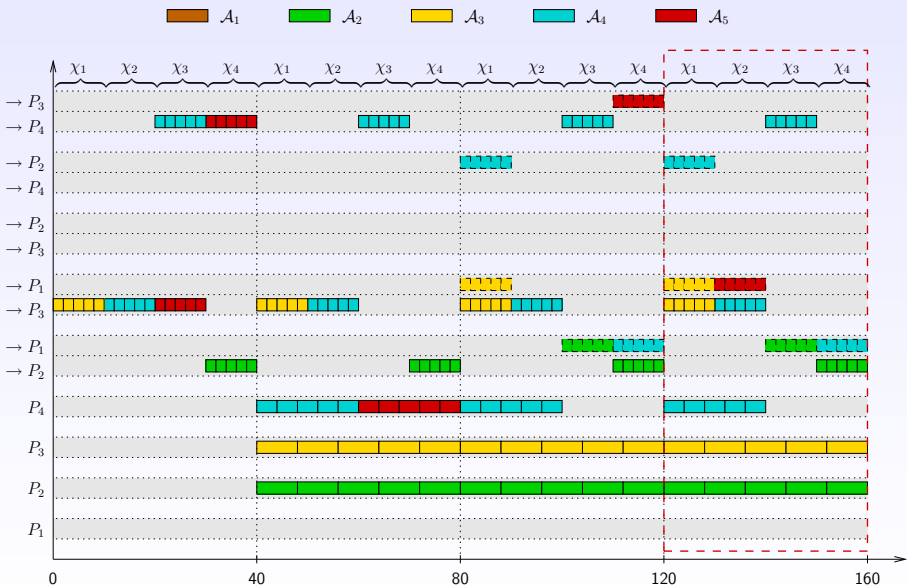 𝒜₁ 𝒜₂ 𝒜₃ 𝒜₄ 𝒜₅
χ₁ χ₂ χ₃ χ₄ χ₁ χ₂ χ₃ χ₄ χ₁ χ₂ χ₃ χ₄ χ₁ χ₂ χ₃ χ₄
→ P₃
→ P₄
→ P₂
→ P₄
→ P₂
→ P₃
→ P₁
→ P₃
→ P₁
→ P₂
P₄
P₃
P₂
P₁
0 40 80 120 160